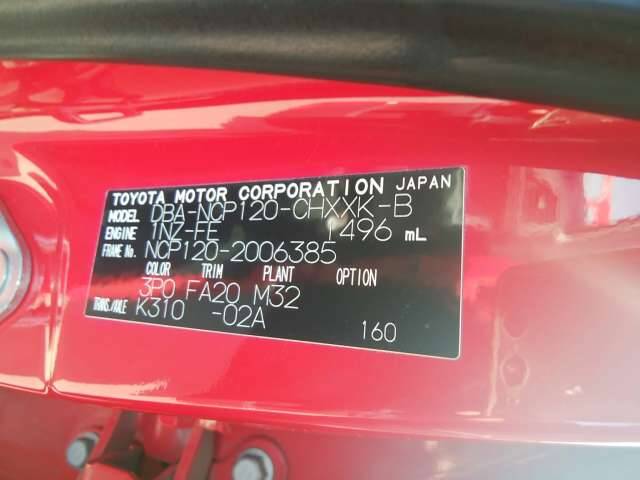 TOYOTA MOTOR CORPORATION JAPAN
MODEL DBA-NCP120-CHXXK-B
ENGINE 1NZ-FE 1496 mL
FRAME No. NCP120-2006385
COLOR TRIM PLANT OPTION
3P0 FA20 M32
TRANS./AXLE K310 -02A
160